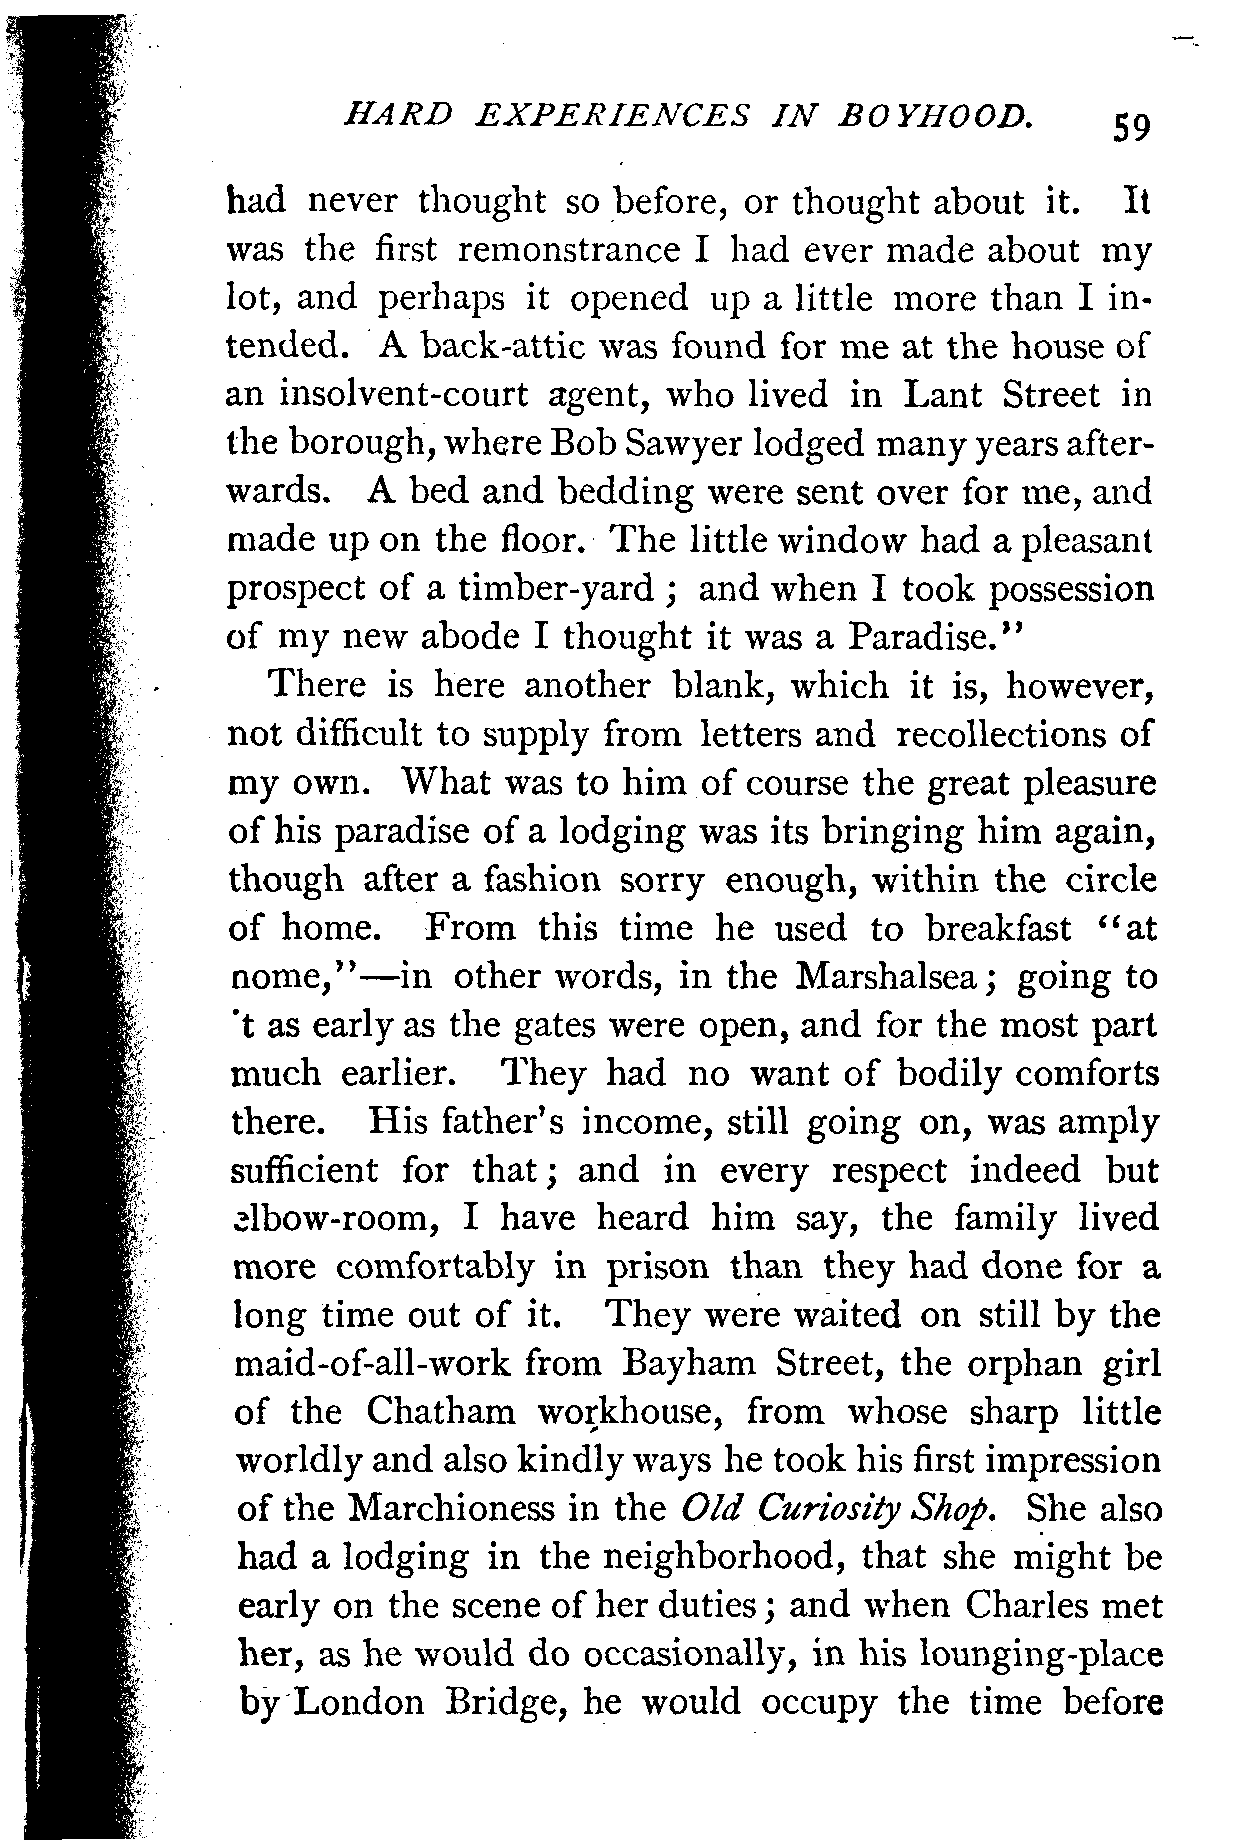 HARD EXPERIENCES IN BOYHOOD. 59
had never thought so before, or thought about it. It
was the first remonstrance I had ever made about my
lot, and perhaps it opened up a little more than I in-
tended. A back-attic was found for me at the house of
an insolvent-court agent, who lived in Lant Street in
the borough, where Bob Sawyer lodged many years after-
wards. A bed and bedding were sent over for me, and
made up on the floor. The little window had a pleasant
prospect of a timber-yard ; and when I took possession
of my new abode I thought it was a Paradise."
There is here another blank, which it is, however,
not difficult to supply from letters and recollections of
my own. What was to him of course the great pleasure
of his paradise of a lodging was its bringing him again,
though after a fashion sorry enough, within the circle
of home. From this time he used to breakfast "at
nome,"—in other words, in the Marshalsea ; going to
't as early as the gates were open, and for the most part
much earlier. They had no want of bodily comforts
there. His father's income, still going on, was amply
sufficient for that ; and in every respect indeed but
elbow-room, I have heard him say, the family lived
more comfortably in prison than they had done for a
long time out of it. They were waited on still by the
maid-of-all-work from Bayham Street, the orphan girl
of the Chatham workhouse, from whose sharp little
worldly and also kindly ways he took his first impression
of the Marchioness in the Old Curiosity Shop. She also
had a lodging in the neighborhood, that she might be
early on the scene of her duties ; and when Charles met
her, as he would do occasionally, in his lounging-place
by London Bridge, he would occupy the time before